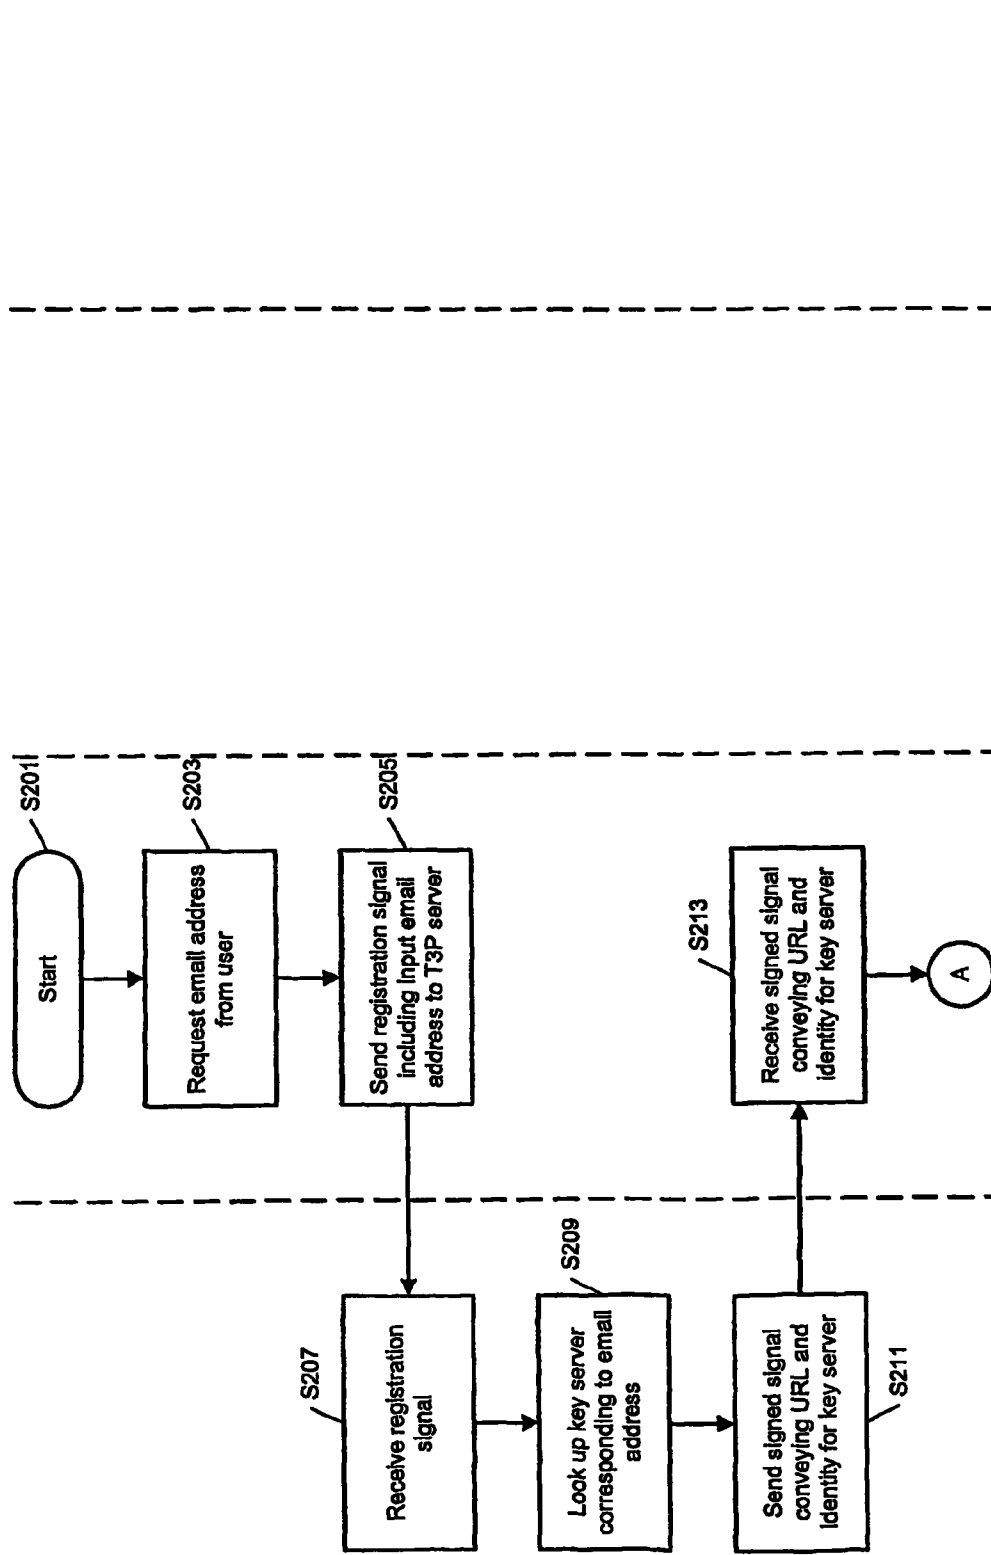 Start
S201
Request email address
from user
S203
Send registration signal
including input email
address to T3P server
S205
Receive registration
signal
S207
Look up key server
corresponding to email
address
S209
Send signed signal
conveying URL and
identity for key server
S211
Receive signed signal
conveying URL and
identity for key server
S213
A